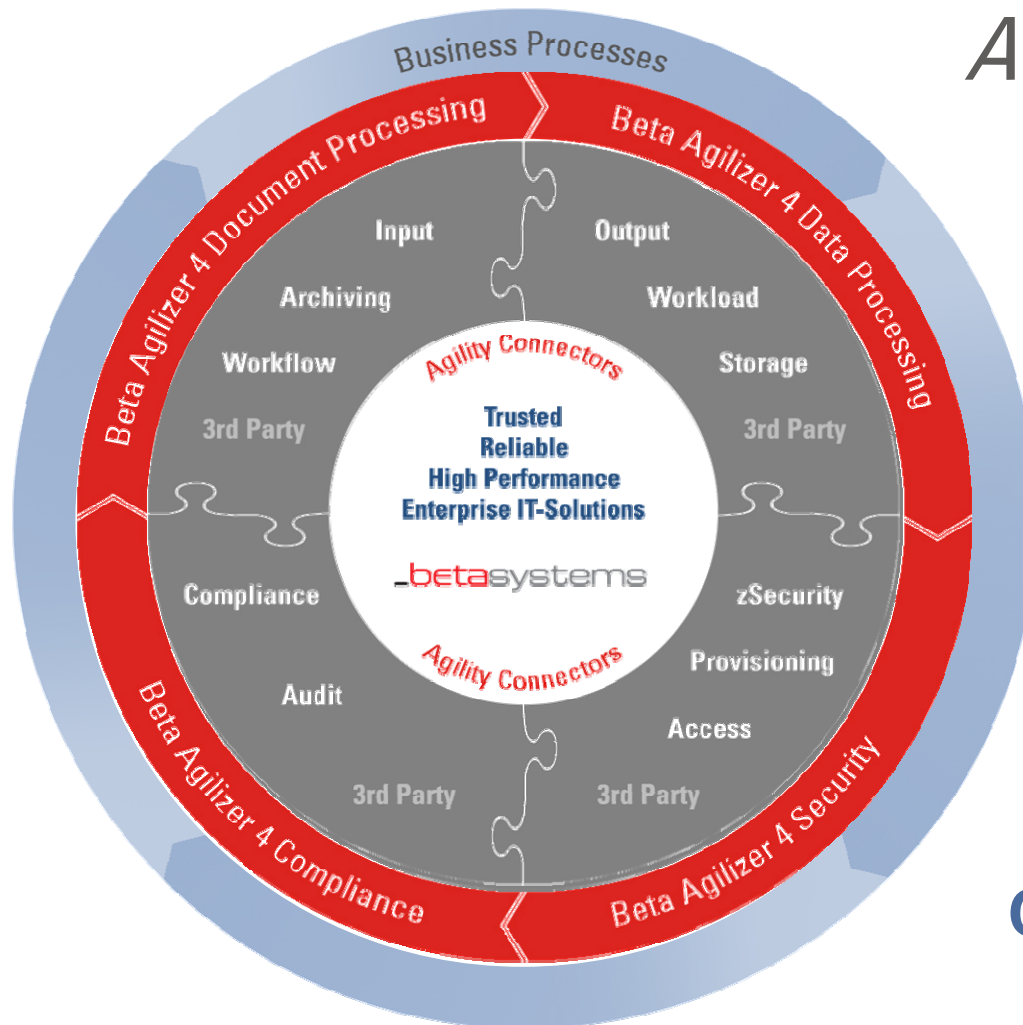 A
Business Processes
Beta Agilizer 4 Document Processing
Beta Agilizer 4 Data Processing
Input
Output
Archiving
Workload
Workflow
Storage
3rd Party
3rd Party
Agility Connectors
Trusted
Reliable
High Performance
Enterprise IT-Solutions
_betasystems
Agility Connectors
Compliance
zSecurity
Provisioning
Audit
Access
3rd Party
3rd Party
Beta Agilizer 4 Compliance
Beta Agilizer 4 Security